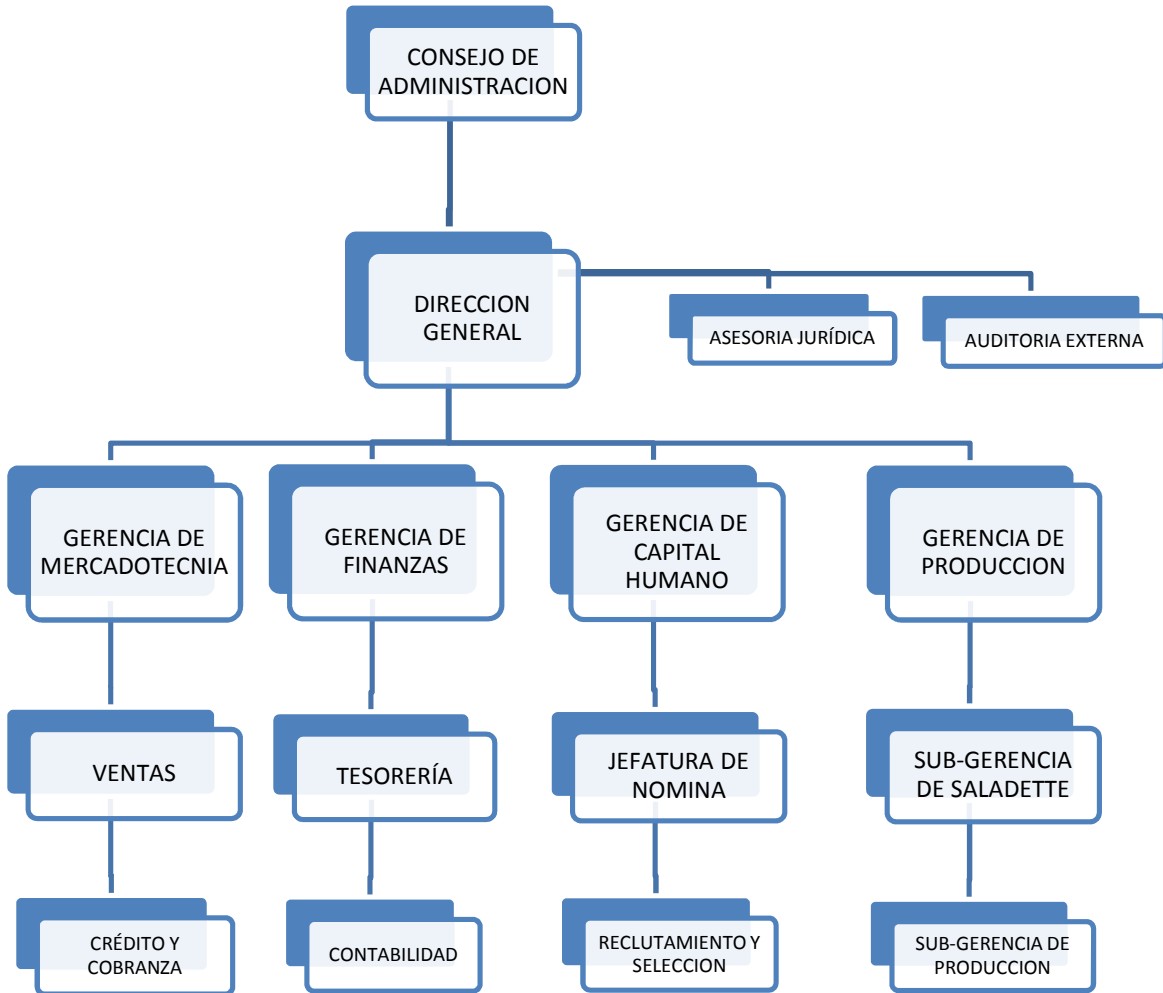 CONSEJO DE
ADMINISTRACION
DIRECCION
GENERAL
ASESORIA JURÍDICA
AUDITORIA EXTERNA
GERENCIA DE
MERCADOTECNIA
GERENCIA DE
FINANZAS
GERENCIA DE
CAPITAL
HUMANO
GERENCIA DE
PRODUCCION
VENTAS
TESORERÍA
JEFATURA DE
NOMINA
SUB-GERENCIA
DE SALADETTE
CRÉDITO Y
COBRANZA
CONTABILIDAD
RECLUTAMIENTO Y
SELECCION
SUB-GERENCIA DE
PRODUCCION